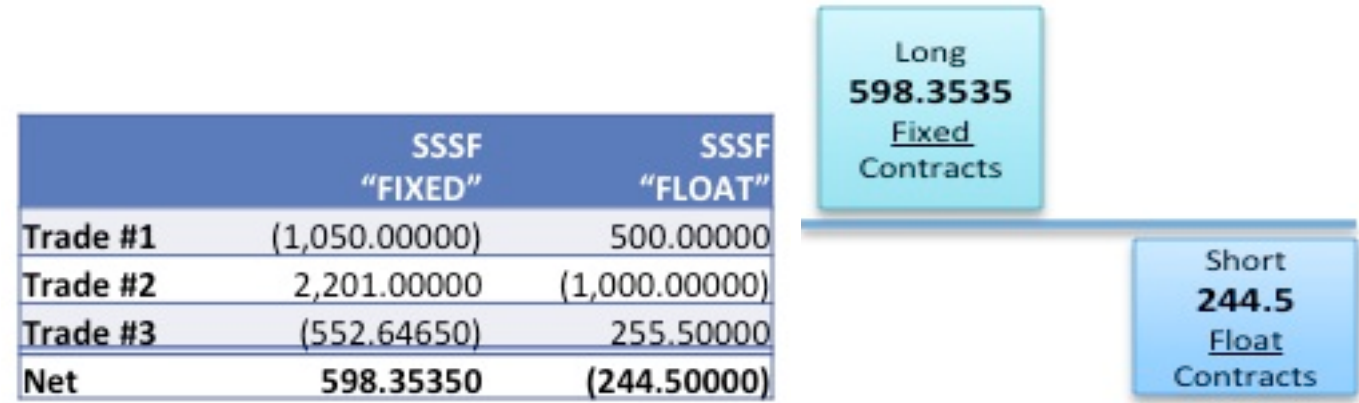 SSSF SSSF
“FIXED” “FLOAT”
Trade #1 (1,050.00000) 500.00000
Trade #2 2,201.00000 (1,000.00000)
Trade #3 (552.64650) 255.50000
Net 598.35350 (244.50000)
Long
598.3535
Fixed
Contracts
Short
244.5
Float
Contracts